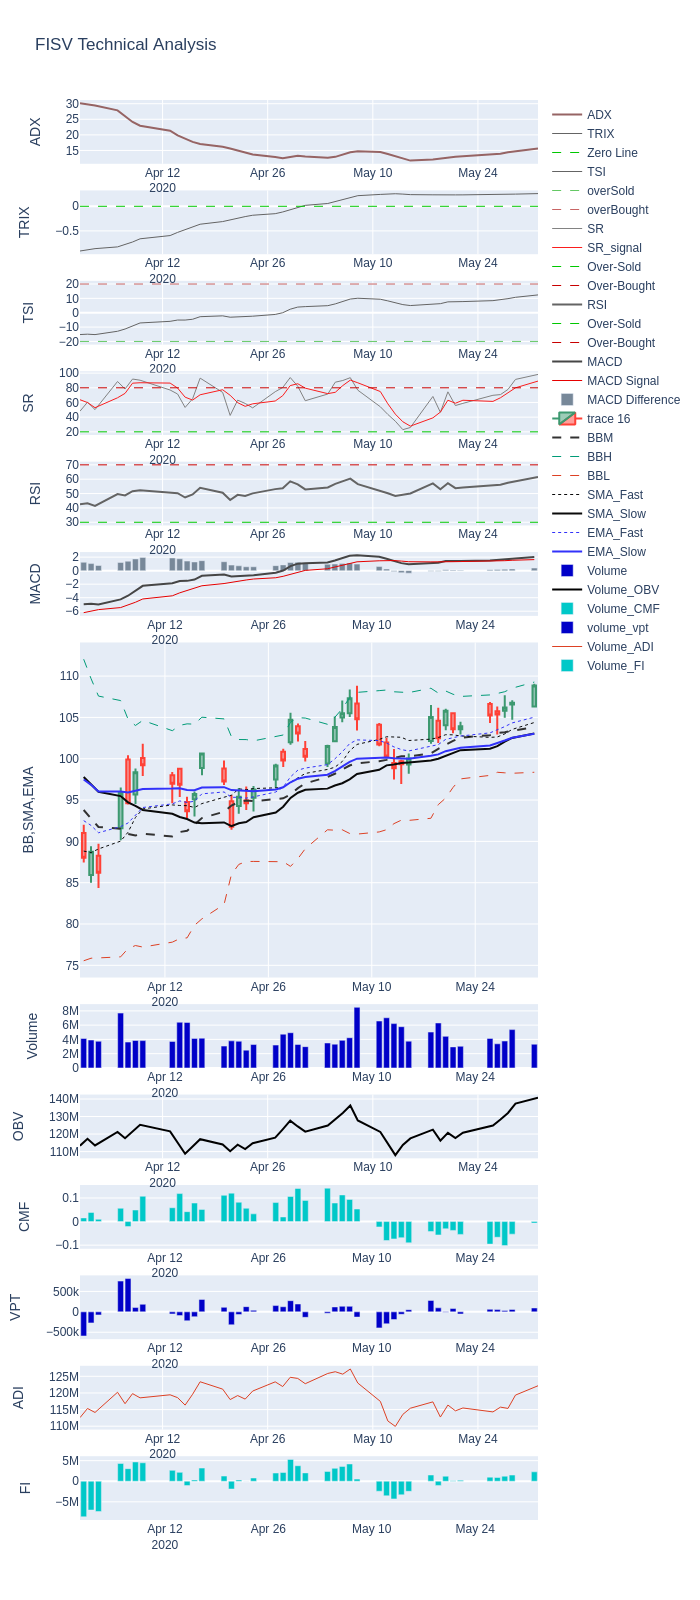 FISV Technical Analysis
ADX
30
25
20
15
Apr 12
2020
Apr 26
May 10
May 24
TRIX
0
−0.5
Apr 12
2020
Apr 26
May 10
May 24
TSI
20
10
0
−10
−20
Apr 12
2020
Apr 26
May 10
May 24
SR
100
80
60
40
20
Apr 12
2020
Apr 26
May 10
May 24
RSI
70
60
50
40
30
Apr 12
2020
Apr 26
May 10
May 24
MACD
2
0
−2
−4
−6
Apr 12
2020
Apr 26
May 10
May 24
BB,SMA,EMA
110
105
100
95
90
85
80
75
Apr 12
2020
Apr 26
May 10
May 24
Volume
8M
6M
4M
2M
0
Apr 12
2020
Apr 26
May 10
May 24
OBV
140M
130M
120M
110M
Apr 12
2020
Apr 26
May 10
May 24
CMF
0.1
0
−0.1
Apr 12
2020
Apr 26
May 10
May 24
VPT
500k
0
−500k
Apr 12
2020
Apr 26
May 10
May 24
ADI
125M
120M
115M
110M
Apr 12
2020
Apr 26
May 10
May 24
FI
5M
0
−5M
Apr 12
2020
Apr 26
May 10
May 24
ADX
TRIX
Zero Line
TSI
overSold
overBought
SR
SR_signal
Over-Sold
Over-Bought
RSI
Over-Sold
Over-Bought
MACD
MACD Signal
MACD Difference
trace 16
BBM
BBH
BBL
SMA_Fast
SMA_Slow
EMA_Fast
EMA_Slow
Volume
Volume_OBV
Volume_CMF
volume_vpt
Volume_ADI
Volume_FI